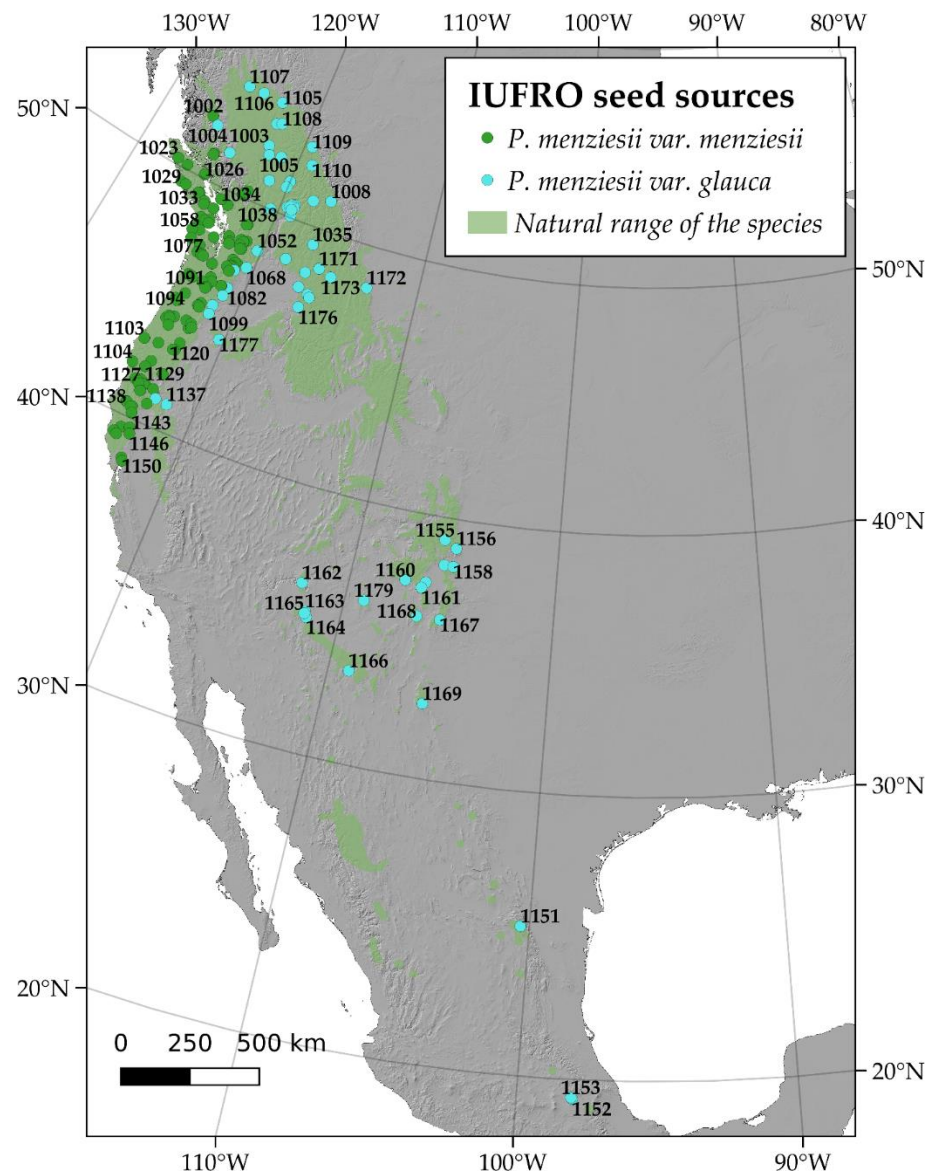 130°W 120°W 110°W 100°W 90°W 80°W
IUFRO seed sources
P. menziesii var. menziesii
P. menziesii var. glauca
Natural range of the species
50°N
50°N
40°N
40°N
30°N
30°N
20°N
20°N
1107
1106 1105
1002
1004 1003 1108
1023 1109
1026 1005
1029 1110
1033 1034 1008
1058 1038
1035
1077 1052
1171
1091 1068 1172
1173
1094 1082
1176
1099
1103 1177
1104 1120
1127 1129
1138 1137
1143
1146
1150
1155 1156
1160 1158
1162 1179 1161
1165 1163 1168
1164 1167
1166
1169
1151
1153
1152
0 250 500 km
110°W 100°W 90°W